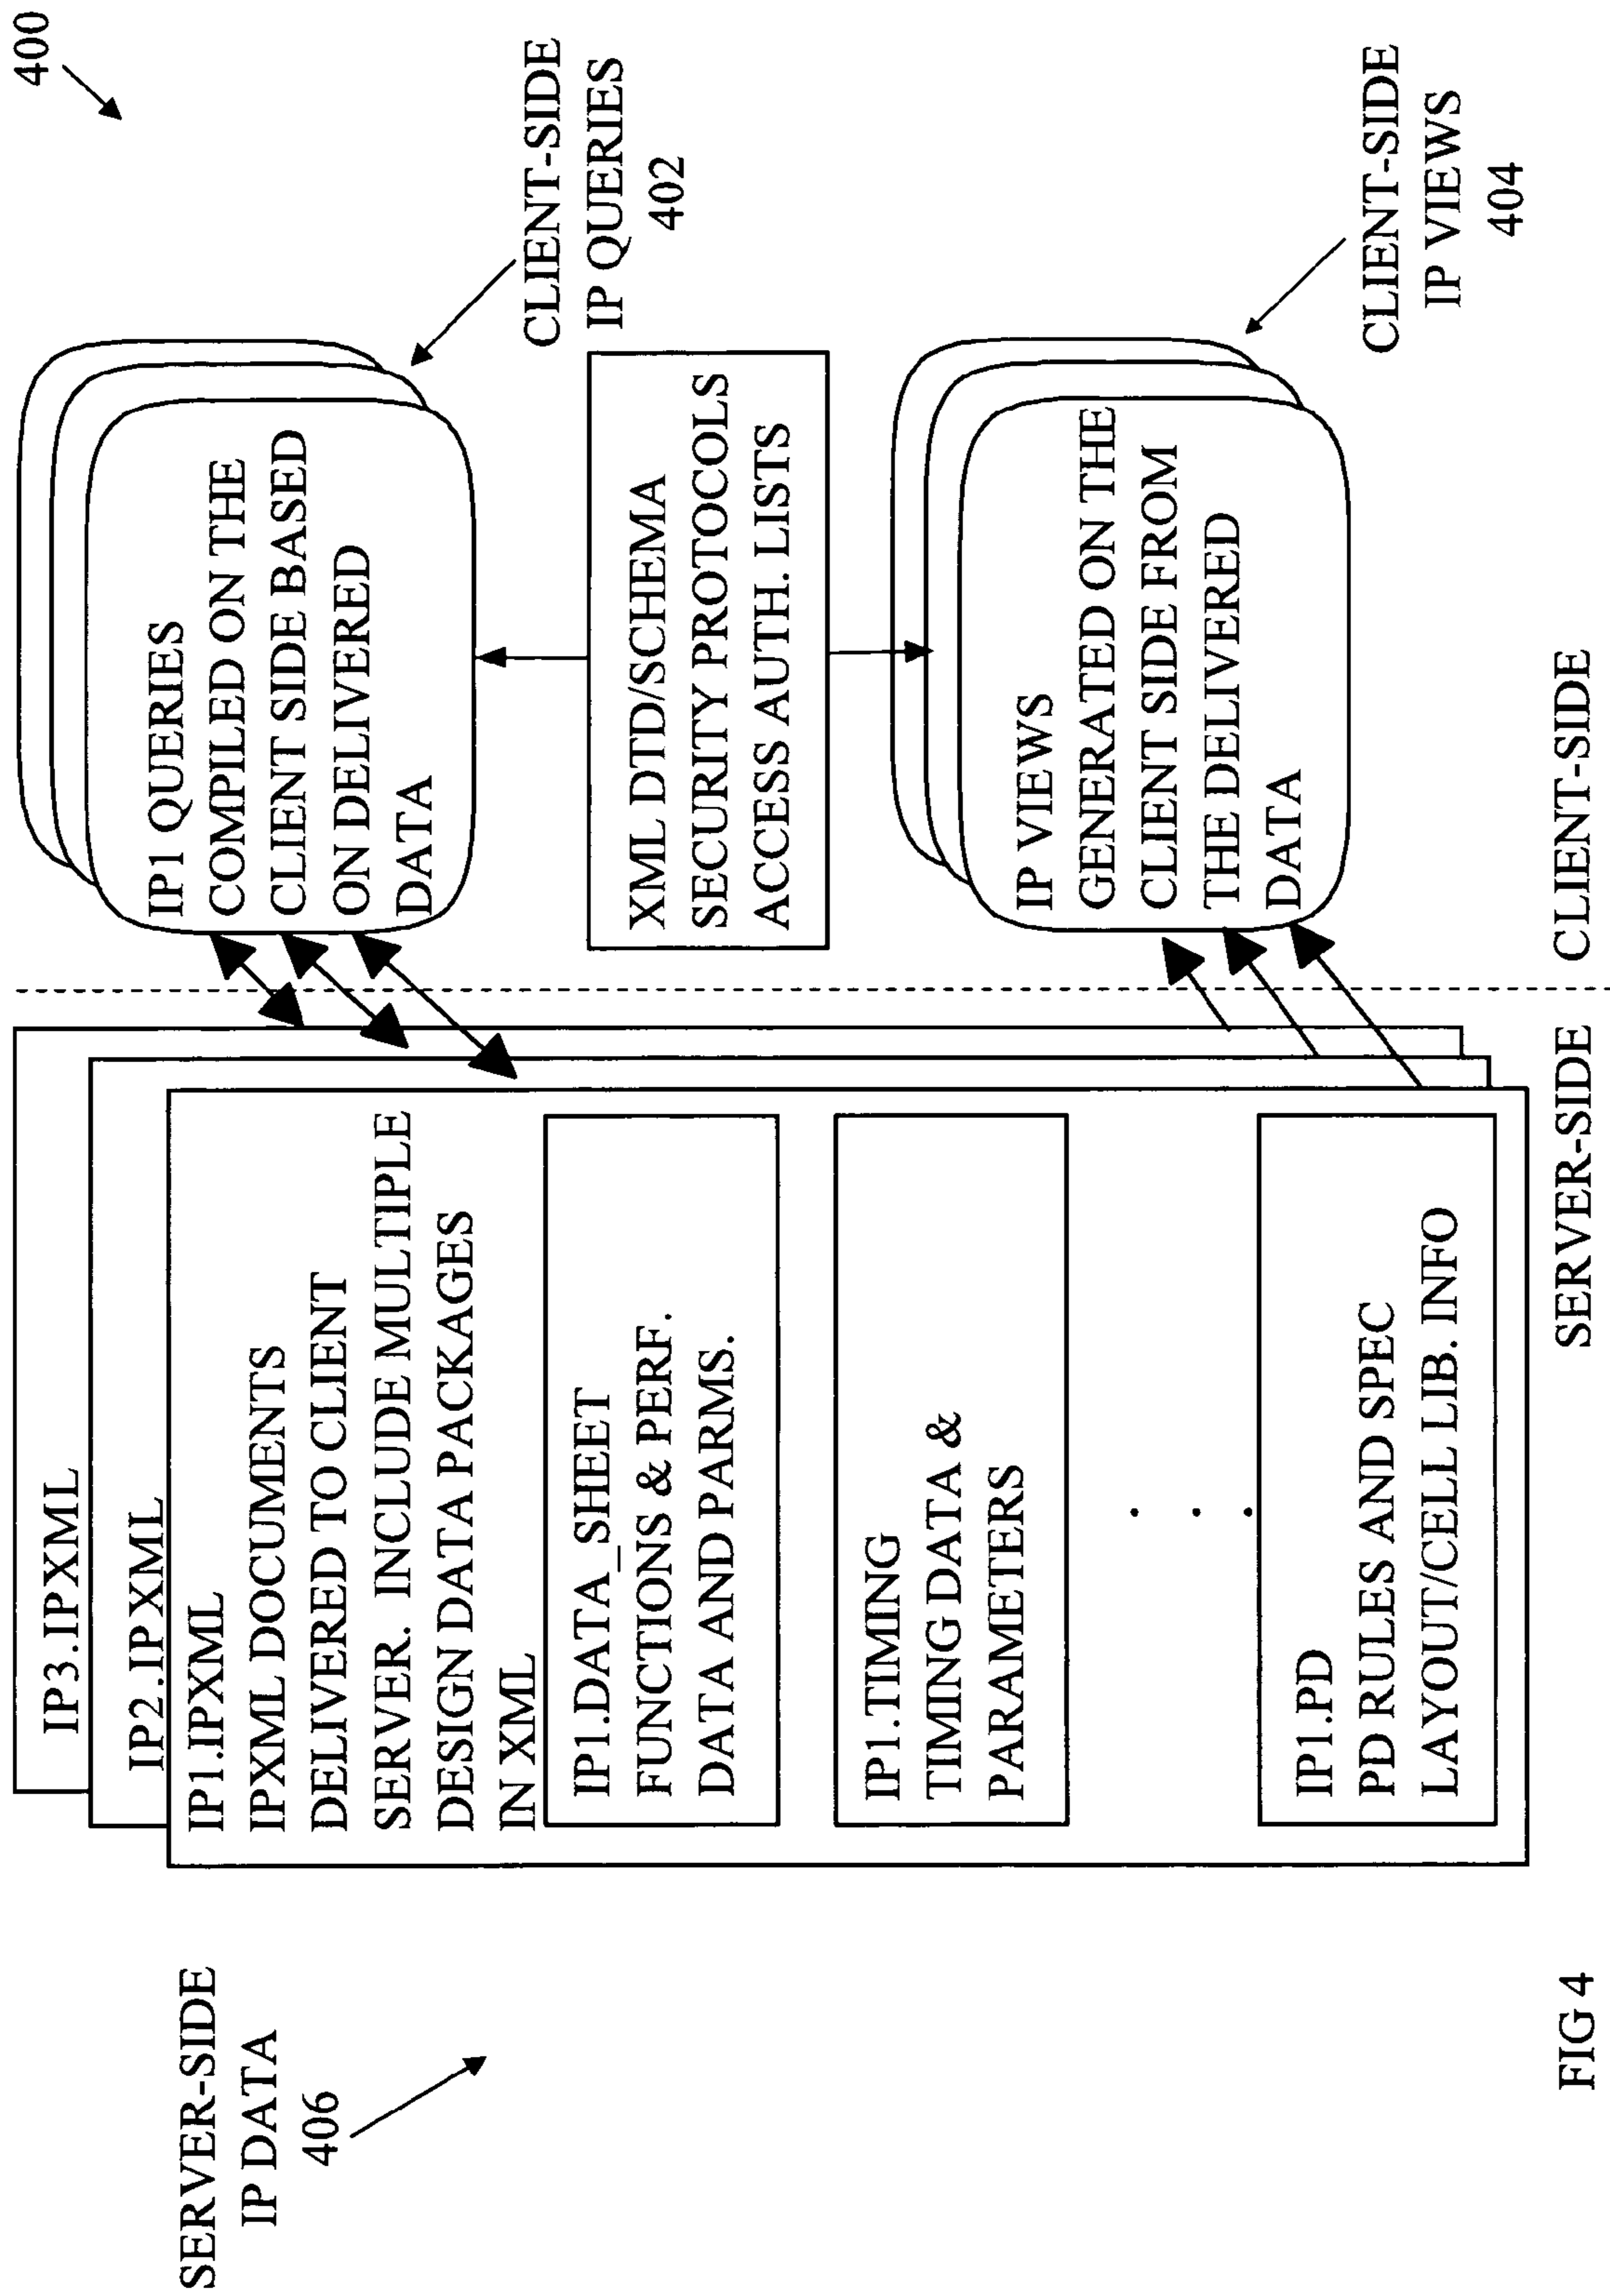 400
SERVER-SIDE
IP DATA
406
IP3.IPXML
IP2.IPXML
IP1.IPXML
IPXML DOCUMENTS
DELIVERED TO CLIENT
SERVER. INCLUDE MULTIPLE
DESIGN DATA PACKAGES
IN XML
IP1.DATA_SHEET
FUNCTIONS & PERF.
DATA AND PARMS.
IP1.TIMING
TIMING DATA &
PARAMETERS
. . .
IP1.PD
PD RULES AND SPEC
LAYOUT/CELL LIB. INFO
IP1 QUERIES
COMPILED ON THE
CLIENT SIDE BASED
ON DELIVERED
DATA
CLIENT-SIDE
IP QUERIES
402
XML DTD/SCHEMA
SECURITY PROTOCOLS
ACCESS AUTH. LISTS
IP VIEWS
GENERATED ON THE
CLIENT SIDE FROM
THE DELIVERED
DATA
CLIENT-SIDE
IP VIEWS
404
SERVER-SIDE
CLIENT-SIDE
FIG 4